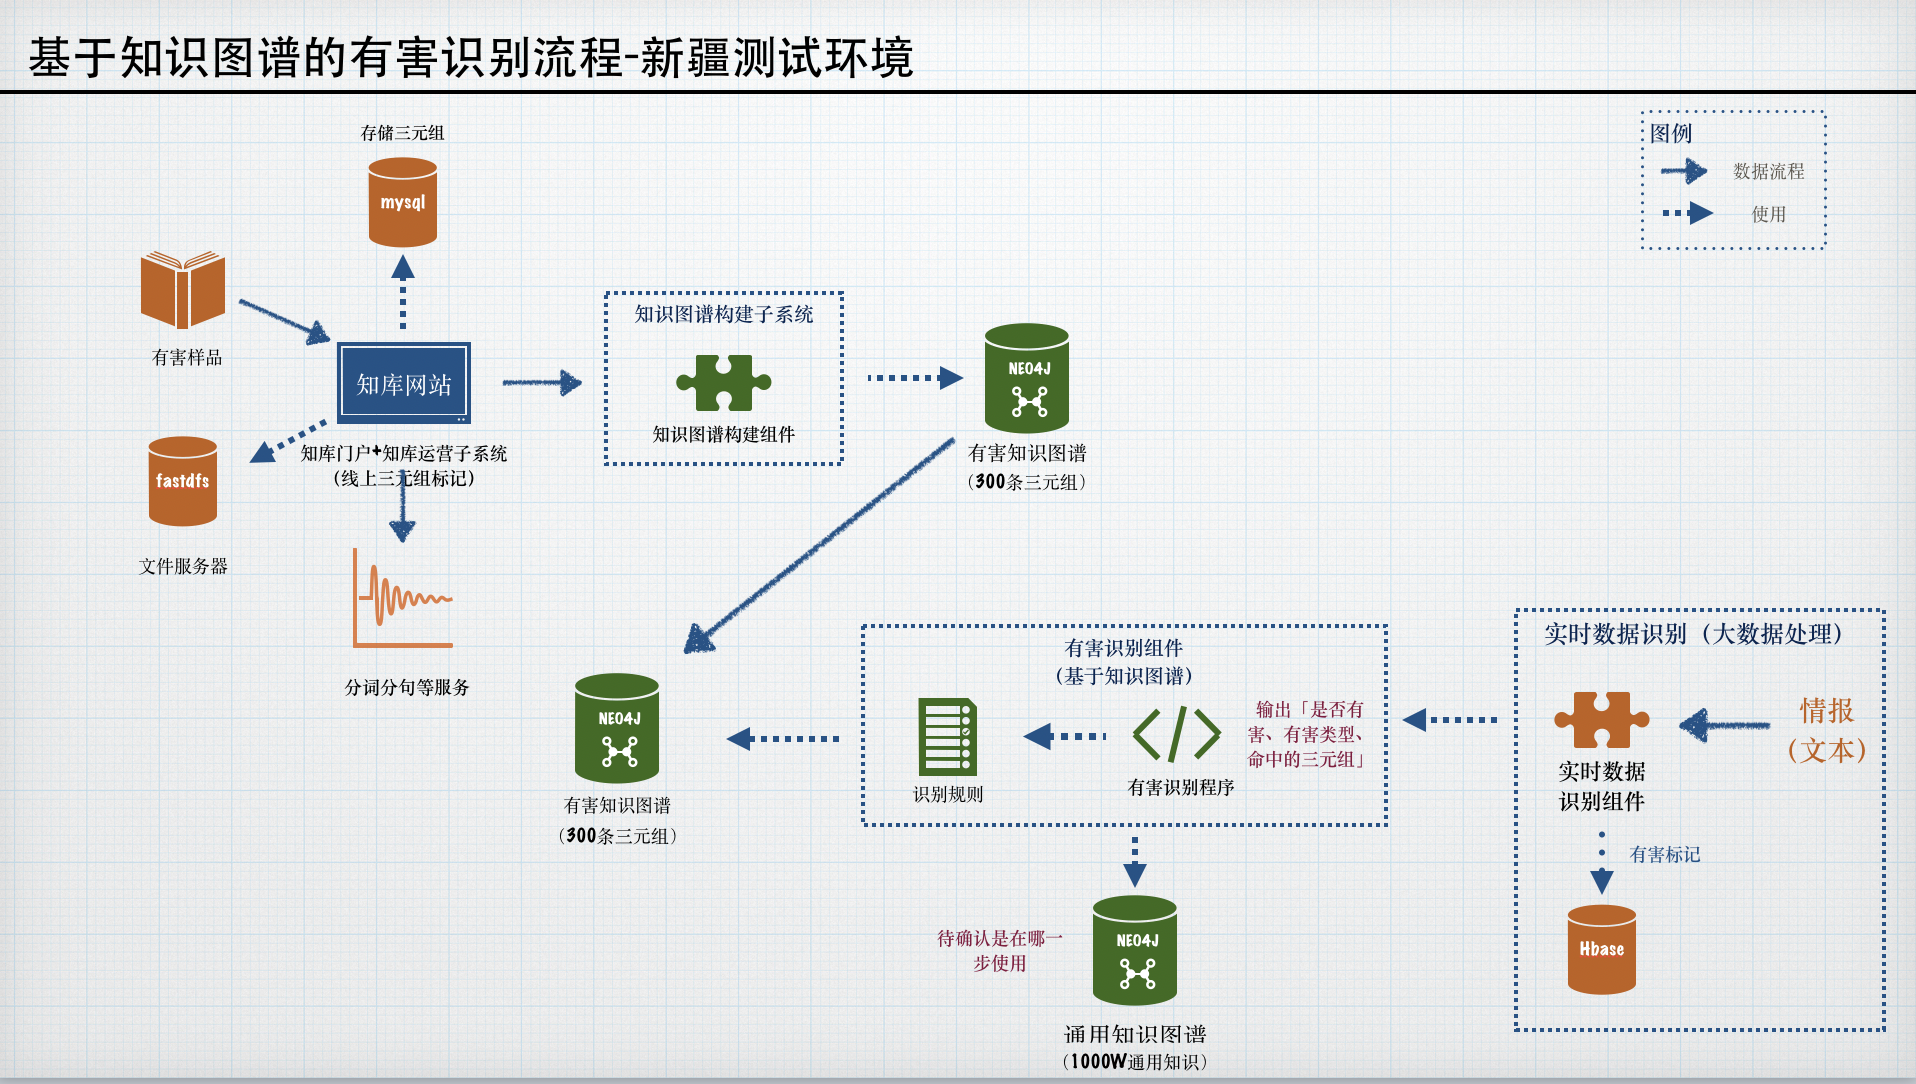 基于知识图谱的有害识别流程-新疆测试环境
图例
数据流程
使用
存储三元组
mysql
有害样品
知库网站
知库门户+知库运营子系统
（线上三元组标记）
fastdfs
文件服务器
分词分句等服务
知识图谱构建子系统
知识图谱构建组件
NEO4J
有害知识图谱
（300条三元组）
NEO4J
有害知识图谱
（300条三元组）
有害识别组件
（基于知识图谱）
识别规则
有害识别程序
输出「是否有
害、有害类型、
命中的三元组」
待确认是在哪一
步使用
NEO4J
通用知识图谱
（1000W通用知识）
实时数据识别（大数据处理）
实时数据
识别组件
情报
（文本）
有害标记
Hbase